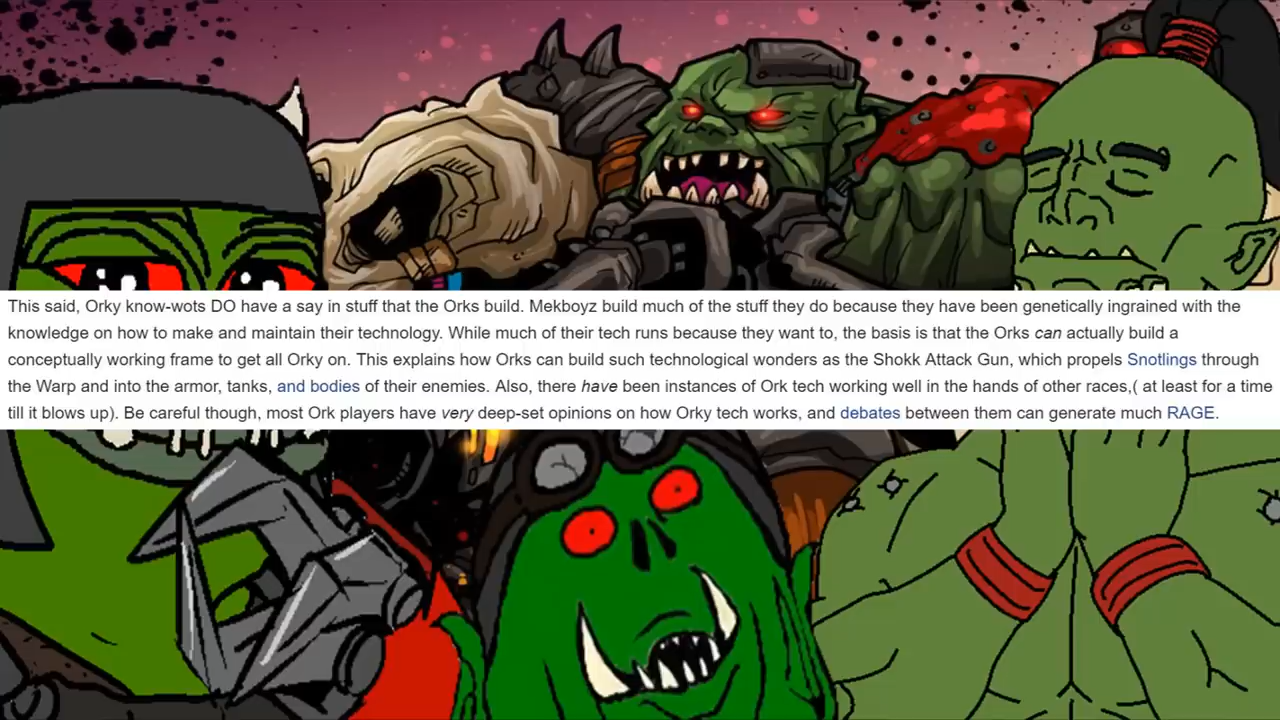 This said, Orky know-wots DO have a say in stuff that the Orks build. Mekboyz build much of the stuff they do because they have been genetically ingrained with the
knowledge on how to make and maintain their technology. While much of their tech runs because they want to, the basis is that the Orks can actually build a
conceptually working frame to get all Orky on. This explains how Orks can build such technological wonders as the Shokk Attack Gun, which propels Snotlings through
the Warp and into the armor, tanks, and bodies of their enemies. Also, there have been instances of Ork tech working well in the hands of other races,( at least for a time
till it blows up). Be careful though, most Ork players have very deep-set opinions on how Orky tech works, and debates between them can generate much RAGE.